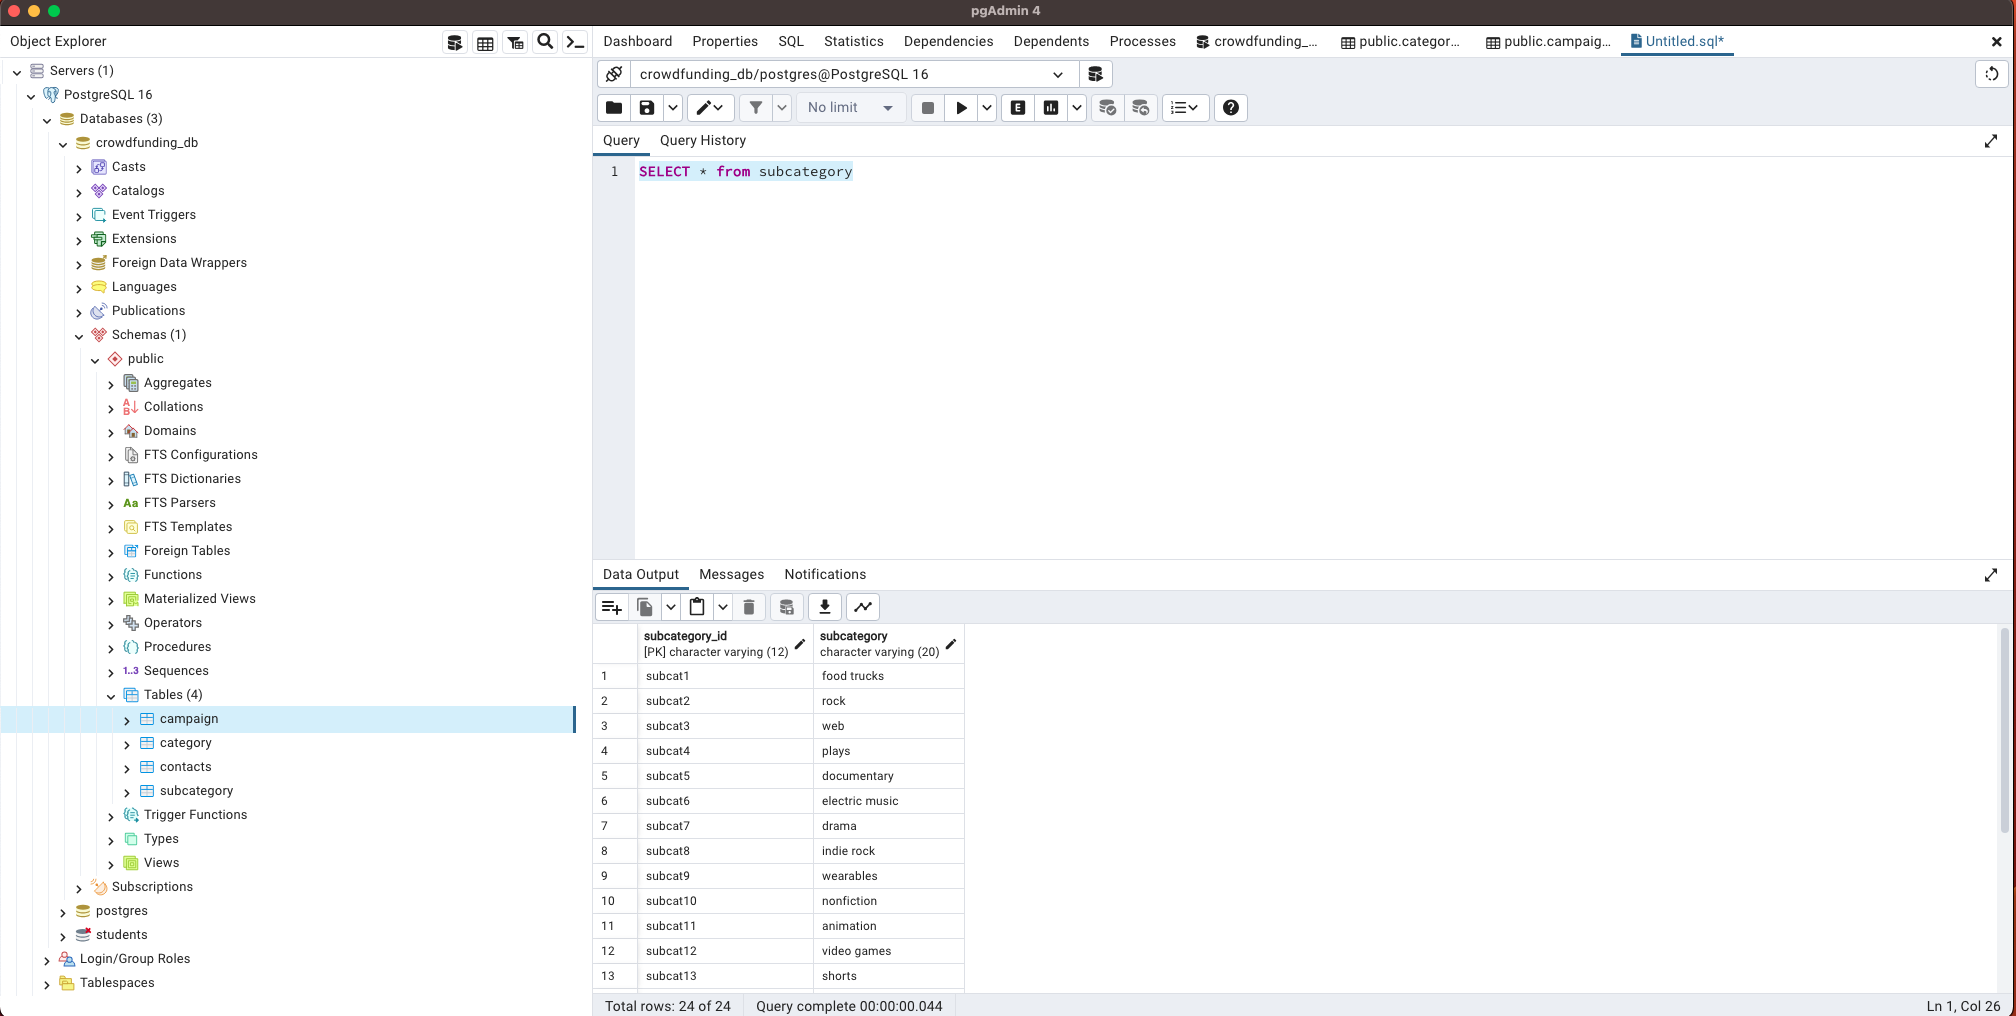 pgAdmin 4
Object Explorer
Servers (1)
PostgreSQL 16
Databases (3)
crowdfunding_db
Casts
Catalogs
Event Triggers
Extensions
Foreign Data Wrappers
Languages
Publications
Schemas (1)
public
Aggregates
Collations
Domains
FTS Configurations
FTS Dictionaries
Aa FTS Parsers
FTS Templates
Foreign Tables
Functions
Materialized Views
Operators
Procedures
1..3 Sequences
Tables (4)
campaign
category
contacts
subcategory
Trigger Functions
Types
Views
Subscriptions
postgres
students
Login/Group Roles
Tablespaces
Dashboard Properties SQL Statistics Dependencies Dependents Processes crowdfunding_... public.categor... public.campaig... Untitled.sql*
crowdfunding_db/postgres@PostgreSQL 16
No limit E
Query Query History
1 SELECT * from subcategory
Data Output Messages Notifications
subcategory_id subcategory
[PK] character varying (12) character varying (20)
1 subcat1 food trucks
2 subcat2 rock
3 subcat3 web
4 subcat4 plays
5 subcat5 documentary
6 subcat6 electric music
7 subcat7 drama
8 subcat8 indie rock
9 subcat9 wearables
10 subcat10 nonfiction
11 subcat11 animation
12 subcat12 video games
13 subcat13 shorts
Total rows: 24 of 24 Query complete 00:00:00.044 Ln 1, Col 26